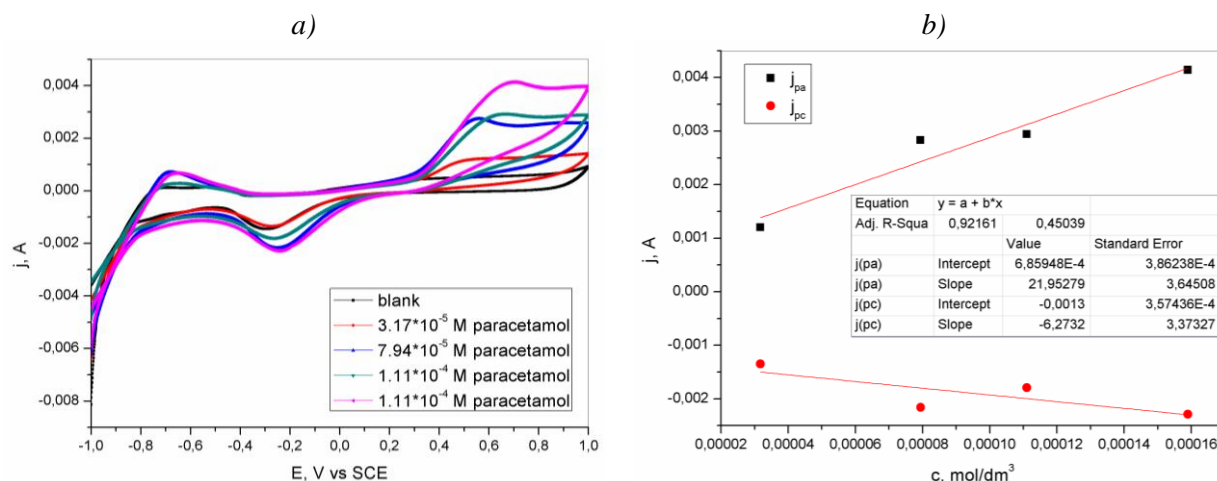 a)
0,004
0,002
0,000
-0,002
-0,004
-0,006
-0,008
j, A
-1,0 -0,8 -0,6 -0,4 -0,2 0,0 0,2 0,4 0,6 0,8 1,0
E, V vs SCE
blank
3.17*10⁻⁵ M paracetamol
7.94*10⁻⁵ M paracetamol
1.11*10⁻⁴ M paracetamol
1.11*10⁻⁴ M paracetamol
b)
0,004
0,003
0,002
0,001
0,000
-0,001
-0,002
j, A
j pa
j pc
Equation y = a + b*x
Adj. R-Squa 0,92161 0,45039
Value Standard Error
j(pa) Intercept 6,85948E-4 3,86238E-4
j(pa) Slope 21,95279 3,64508
j(pc) Intercept -0,0013 3,57436E-4
j(pc) Slope -6,2732 3,37327
0,00002 0,00004 0,00006 0,00008 0,00010 0,00012 0,00014 0,00016
c, mol/dm³